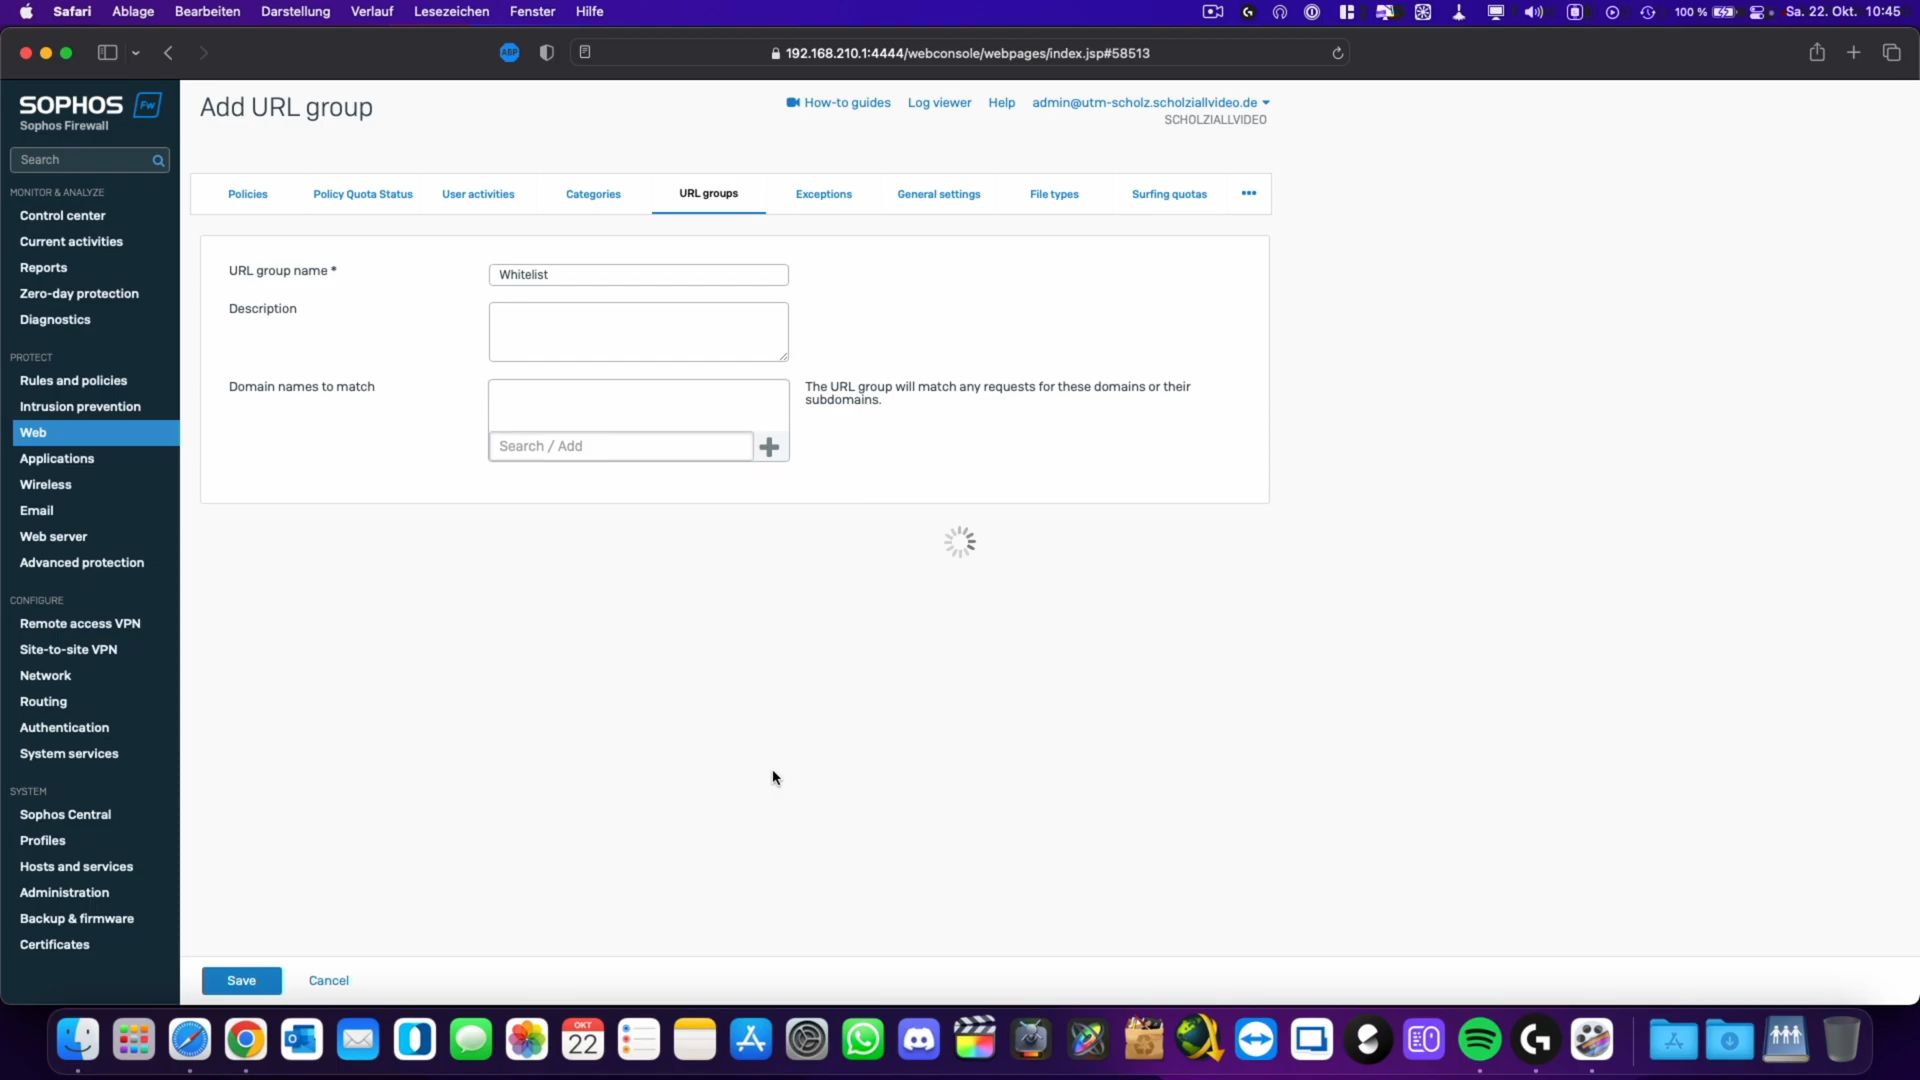 Safari Ablage Bearbeiten Darstellung Verlauf Lesezeichen Fenster Hilfe 100 % Sa. 22. Okt. 10:45
ABP 192.168.210.1:4444/webconsole/webpages/index.jsp#58513
SOPHOS Fw
Sophos Firewall
Search
MONITOR & ANALYZE
Control center
Current activities
Reports
Zero-day protection
Diagnostics
PROTECT
Rules and policies
Intrusion prevention
Web
Applications
Wireless
Email
Web server
Advanced protection
CONFIGURE
Remote access VPN
Site-to-site VPN
Network
Routing
Authentication
System services
SYSTEM
Sophos Central
Profiles
Hosts and services
Administration
Backup & firmware
Certificates
Add URL group
How-to guides Log viewer Help admin@utm-scholz.scholziallvideo.de
SCHOLZIALLVIDEO
Policies Policy Quota Status User activities Categories URL groups Exceptions General settings File types Surfing quotas •••
URL group name * Whitelist
Description
Domain names to match
Search / Add
The URL group will match any requests for these domains or their
subdomains.
Save Cancel
OKT
22